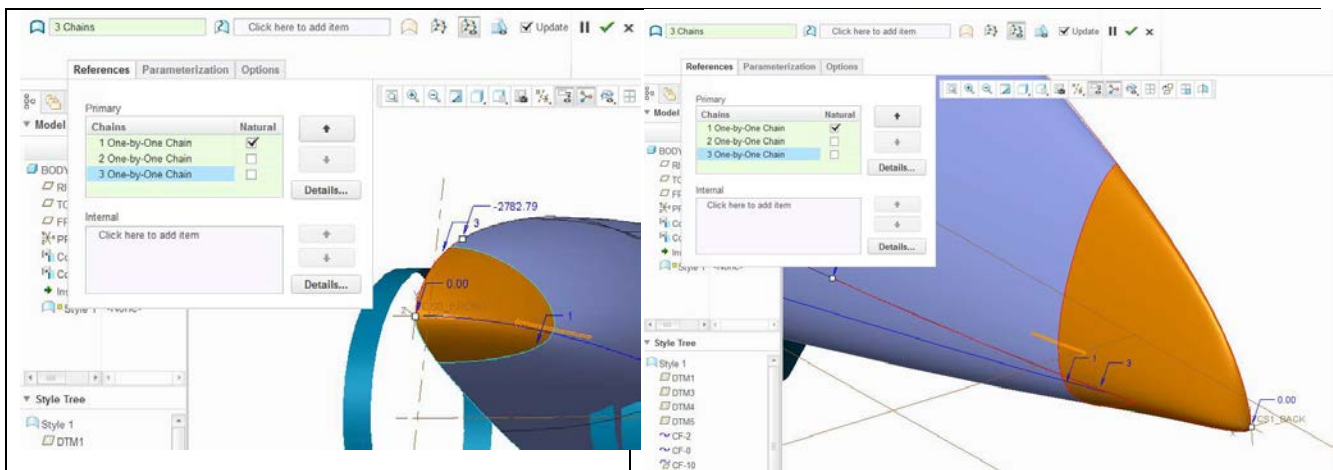 3 Chains Click here to add item Update
References Parameterization Options
Primary
Chains Natural
1 One-by-One Chain
2 One-by-One Chain
3 One-by-One Chain
Details...
Internal
Click here to add item
Details...
Model
BODY
Style 1 <None>
Style Tree
Style 1
DTM1
-2782.79
3
0.00
1
3 Chains Click here to add item Update
References Parameterization Options
Primary
Chains Natural
1 One-by-One Chain
2 One-by-One Chain
3 One-by-One Chain
Details...
Internal
Click here to add item
Details...
Model
BODY
Style Tree
Style 1
DTM1
DTM3
DTM4
DTM5
CF-2
CF-0
CF-10
1
3
0.00
CS1_BACK